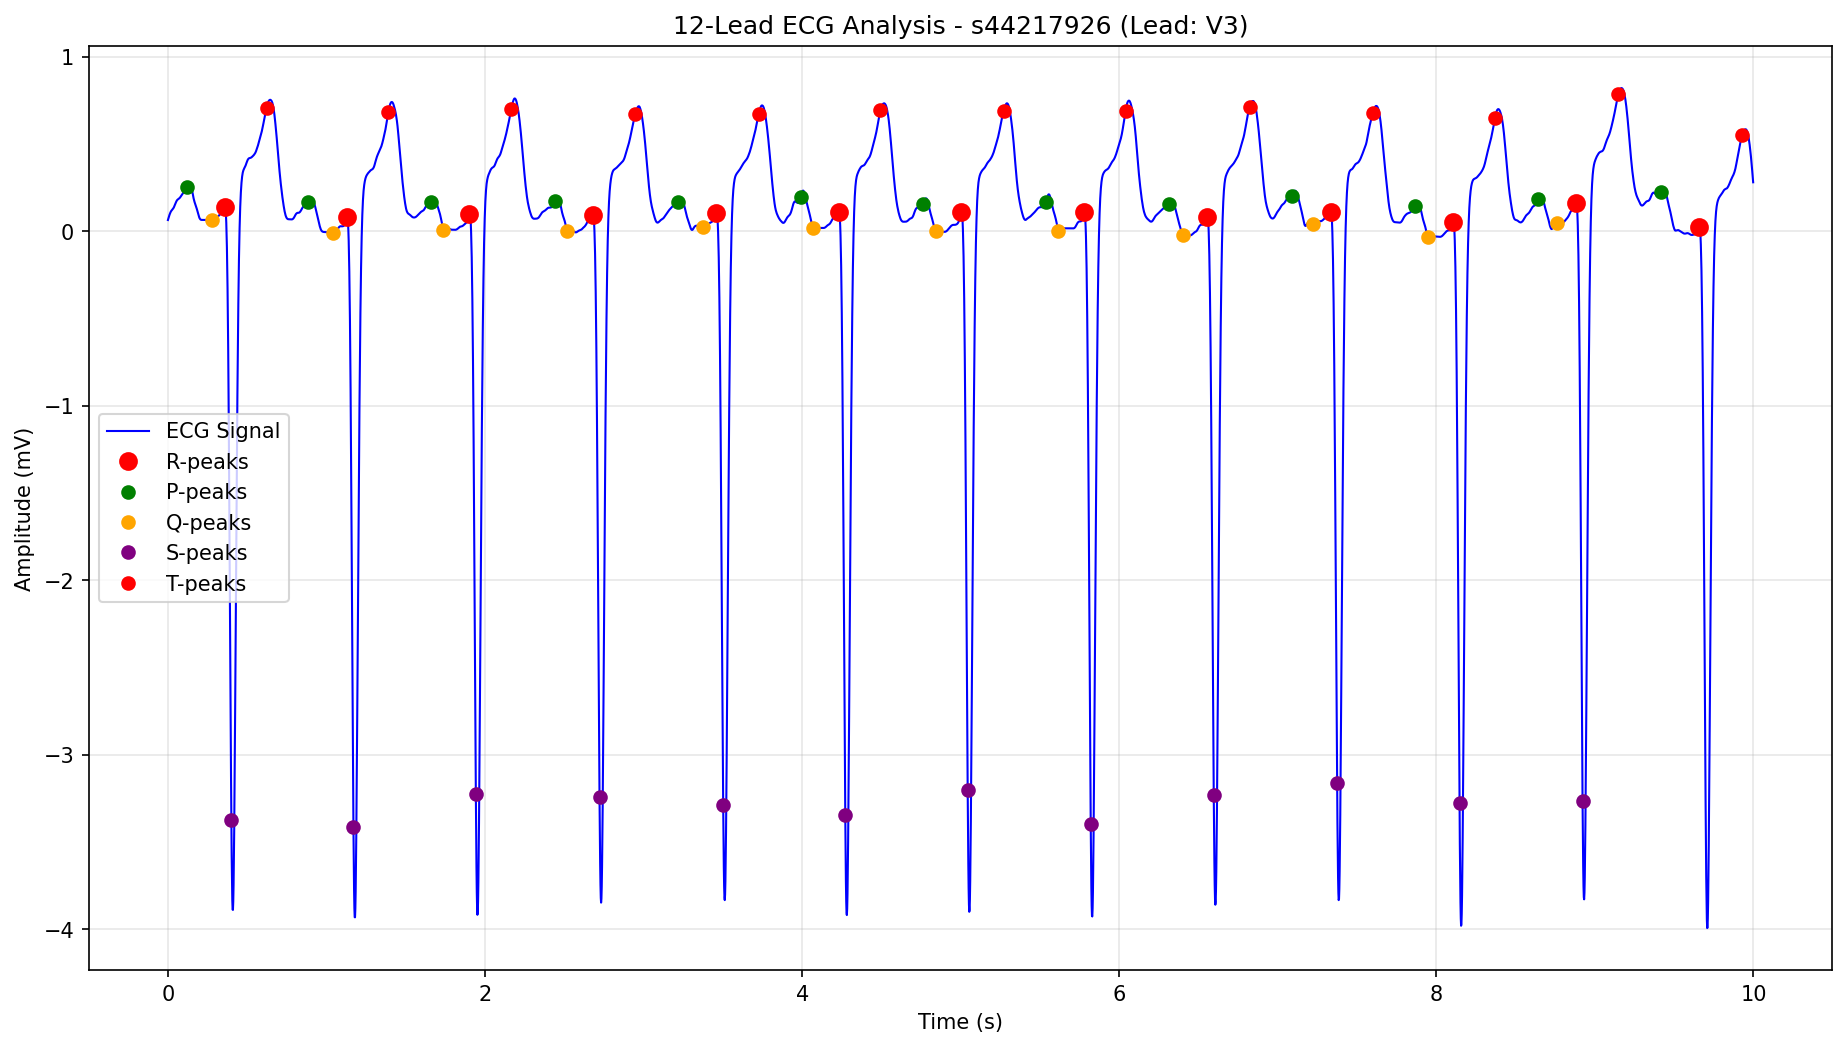 12-Lead ECG Analysis - s44217926 (Lead: V3)
1
0
−1
−2
−3
−4
Amplitude (mV)
ECG Signal
R-peaks
P-peaks
Q-peaks
S-peaks
T-peaks
0 2 4 6 8 10
Time (s)